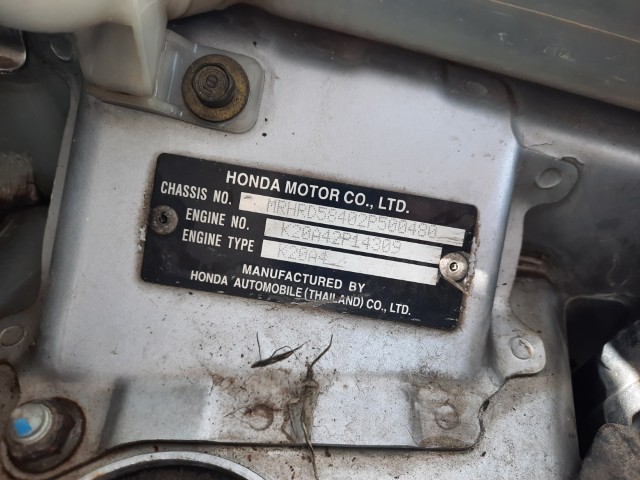 HONDA MOTOR CO., LTD.
CHASSIS NO. MRHRD58402P500480
ENGINE NO. K20A42P14309
ENGINE TYPE K20A4
MANUFACTURED BY
HONDA AUTOMOBILE (THAILAND) CO., LTD.